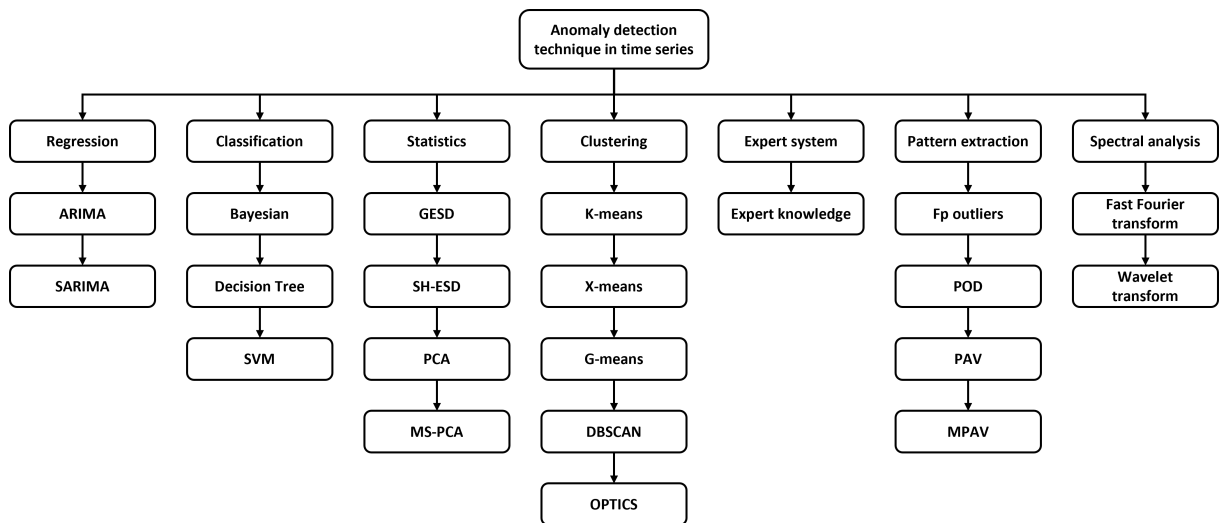 Anomaly detection
technique in time series
Regression
Classification
Statistics
Clustering
Expert system
Pattern extraction
Spectral analysis
ARIMA
Bayesian
GESD
K-means
Expert knowledge
Fp outliers
Fast Fourier
transform
SARIMA
Decision Tree
SH-ESD
X-means
POD
Wavelet
transform
SVM
PCA
G-means
PAV
MS-PCA
DBSCAN
MPAV
OPTICS